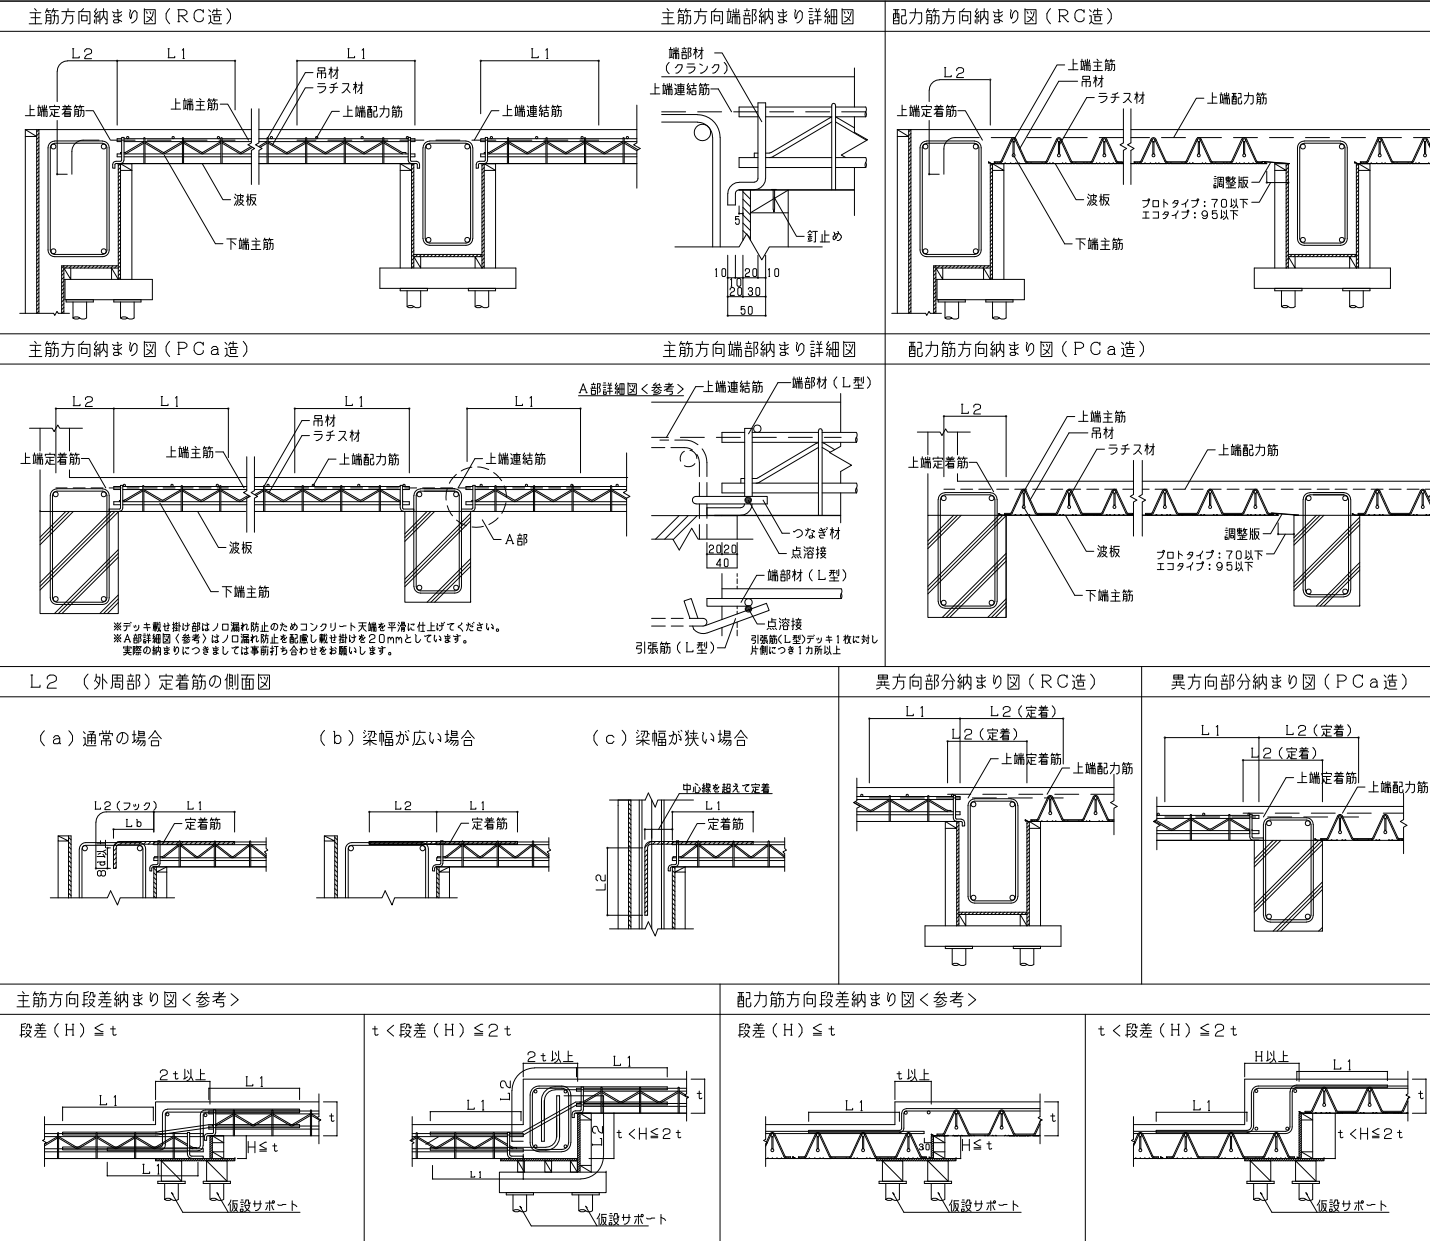 主筋方向納まり図（ＲＣ造）
Ｌ２
Ｌ１
Ｌ１
Ｌ１
吊材
ラチス材
上端定着筋
上端主筋
上端配力筋
上端連結筋
波板
下端主筋
主筋方向端部納まり詳細図
端部材
（クランク）
上端連結筋
5
釘止め
10
20
10
10
20
30
50
配力筋方向納まり図（ＲＣ造）
Ｌ２
上端主筋
吊材
ラチス材
上端配力筋
上端定着筋
調整版
プロトタイプ：７０以下
エコタイプ：９５以下
波板
下端主筋
主筋方向納まり図（ＰＣａ造）
Ｌ２
Ｌ１
Ｌ１
Ｌ１
吊材
ラチス材
上端定着筋
上端主筋
上端配力筋
上端連結筋
Ａ部
波板
下端主筋
※デッキ載せ掛け部はノロ漏れ防止のためコンクリート天端を平滑に仕上げてください。
※Ａ部詳細図（参考）はノロ漏れ防止を配慮し載せ掛けを２０ｍｍとしています。
実際の納まりにつきましては事前打ち合わせをお願いします。
主筋方向端部納まり詳細図
Ａ部詳細図＜参考＞
上端連結筋
端部材（Ｌ型）
つなぎ材
点溶接
20
20
40
端部材（Ｌ型）
点溶接
引張筋（Ｌ型）
引張筋（Ｌ型）デッキ１枚に対し
片側につき１カ所以上
配力筋方向納まり図（ＰＣａ造）
Ｌ２
上端主筋
吊材
ラチス材
上端配力筋
上端定着筋
調整版
プロトタイプ：７０以下
エコタイプ：９５以下
波板
下端主筋
Ｌ２　（外周部）定着筋の側面図
（ａ）通常の場合
Ｌ２（フック）
Ｌ１
Ｌｂ
定着筋
８ｄ以上
（ｂ）梁幅が広い場合
Ｌ２
Ｌ１
定着筋
（ｃ）梁幅が狭い場合
中心線を超えて定着
Ｌ１
定着筋
Ｌ２
異方向部分納まり図（ＲＣ造）
Ｌ１
Ｌ２（定着）
Ｌ２（定着）
上端定着筋
上端配力筋
異方向部分納まり図（ＰＣａ造）
Ｌ１
Ｌ２（定着）
Ｌ２（定着）
上端定着筋
上端配力筋
主筋方向段差納まり図＜参考＞
段差（Ｈ）≦ｔ
２ｔ以上
Ｌ１
Ｌ１
ｔ
Ｈ≦ｔ
Ｌ１
仮設サポート
ｔ＜段差（Ｈ）≦２ｔ
２ｔ以上
Ｌ１
Ｌ２
Ｌ１
ｔ
ｔ＜Ｈ≦２ｔ
Ｌ２
Ｌ１
仮設サポート
配力筋方向段差納まり図＜参考＞
段差（Ｈ）≦ｔ
ｔ以上
Ｌ１
ｔ
30
Ｈ≦ｔ
仮設サポート
ｔ＜段差（Ｈ）≦２ｔ
Ｈ以上
Ｌ１
Ｌ１
ｔ
ｔ＜Ｈ≦２ｔ
仮設サポート